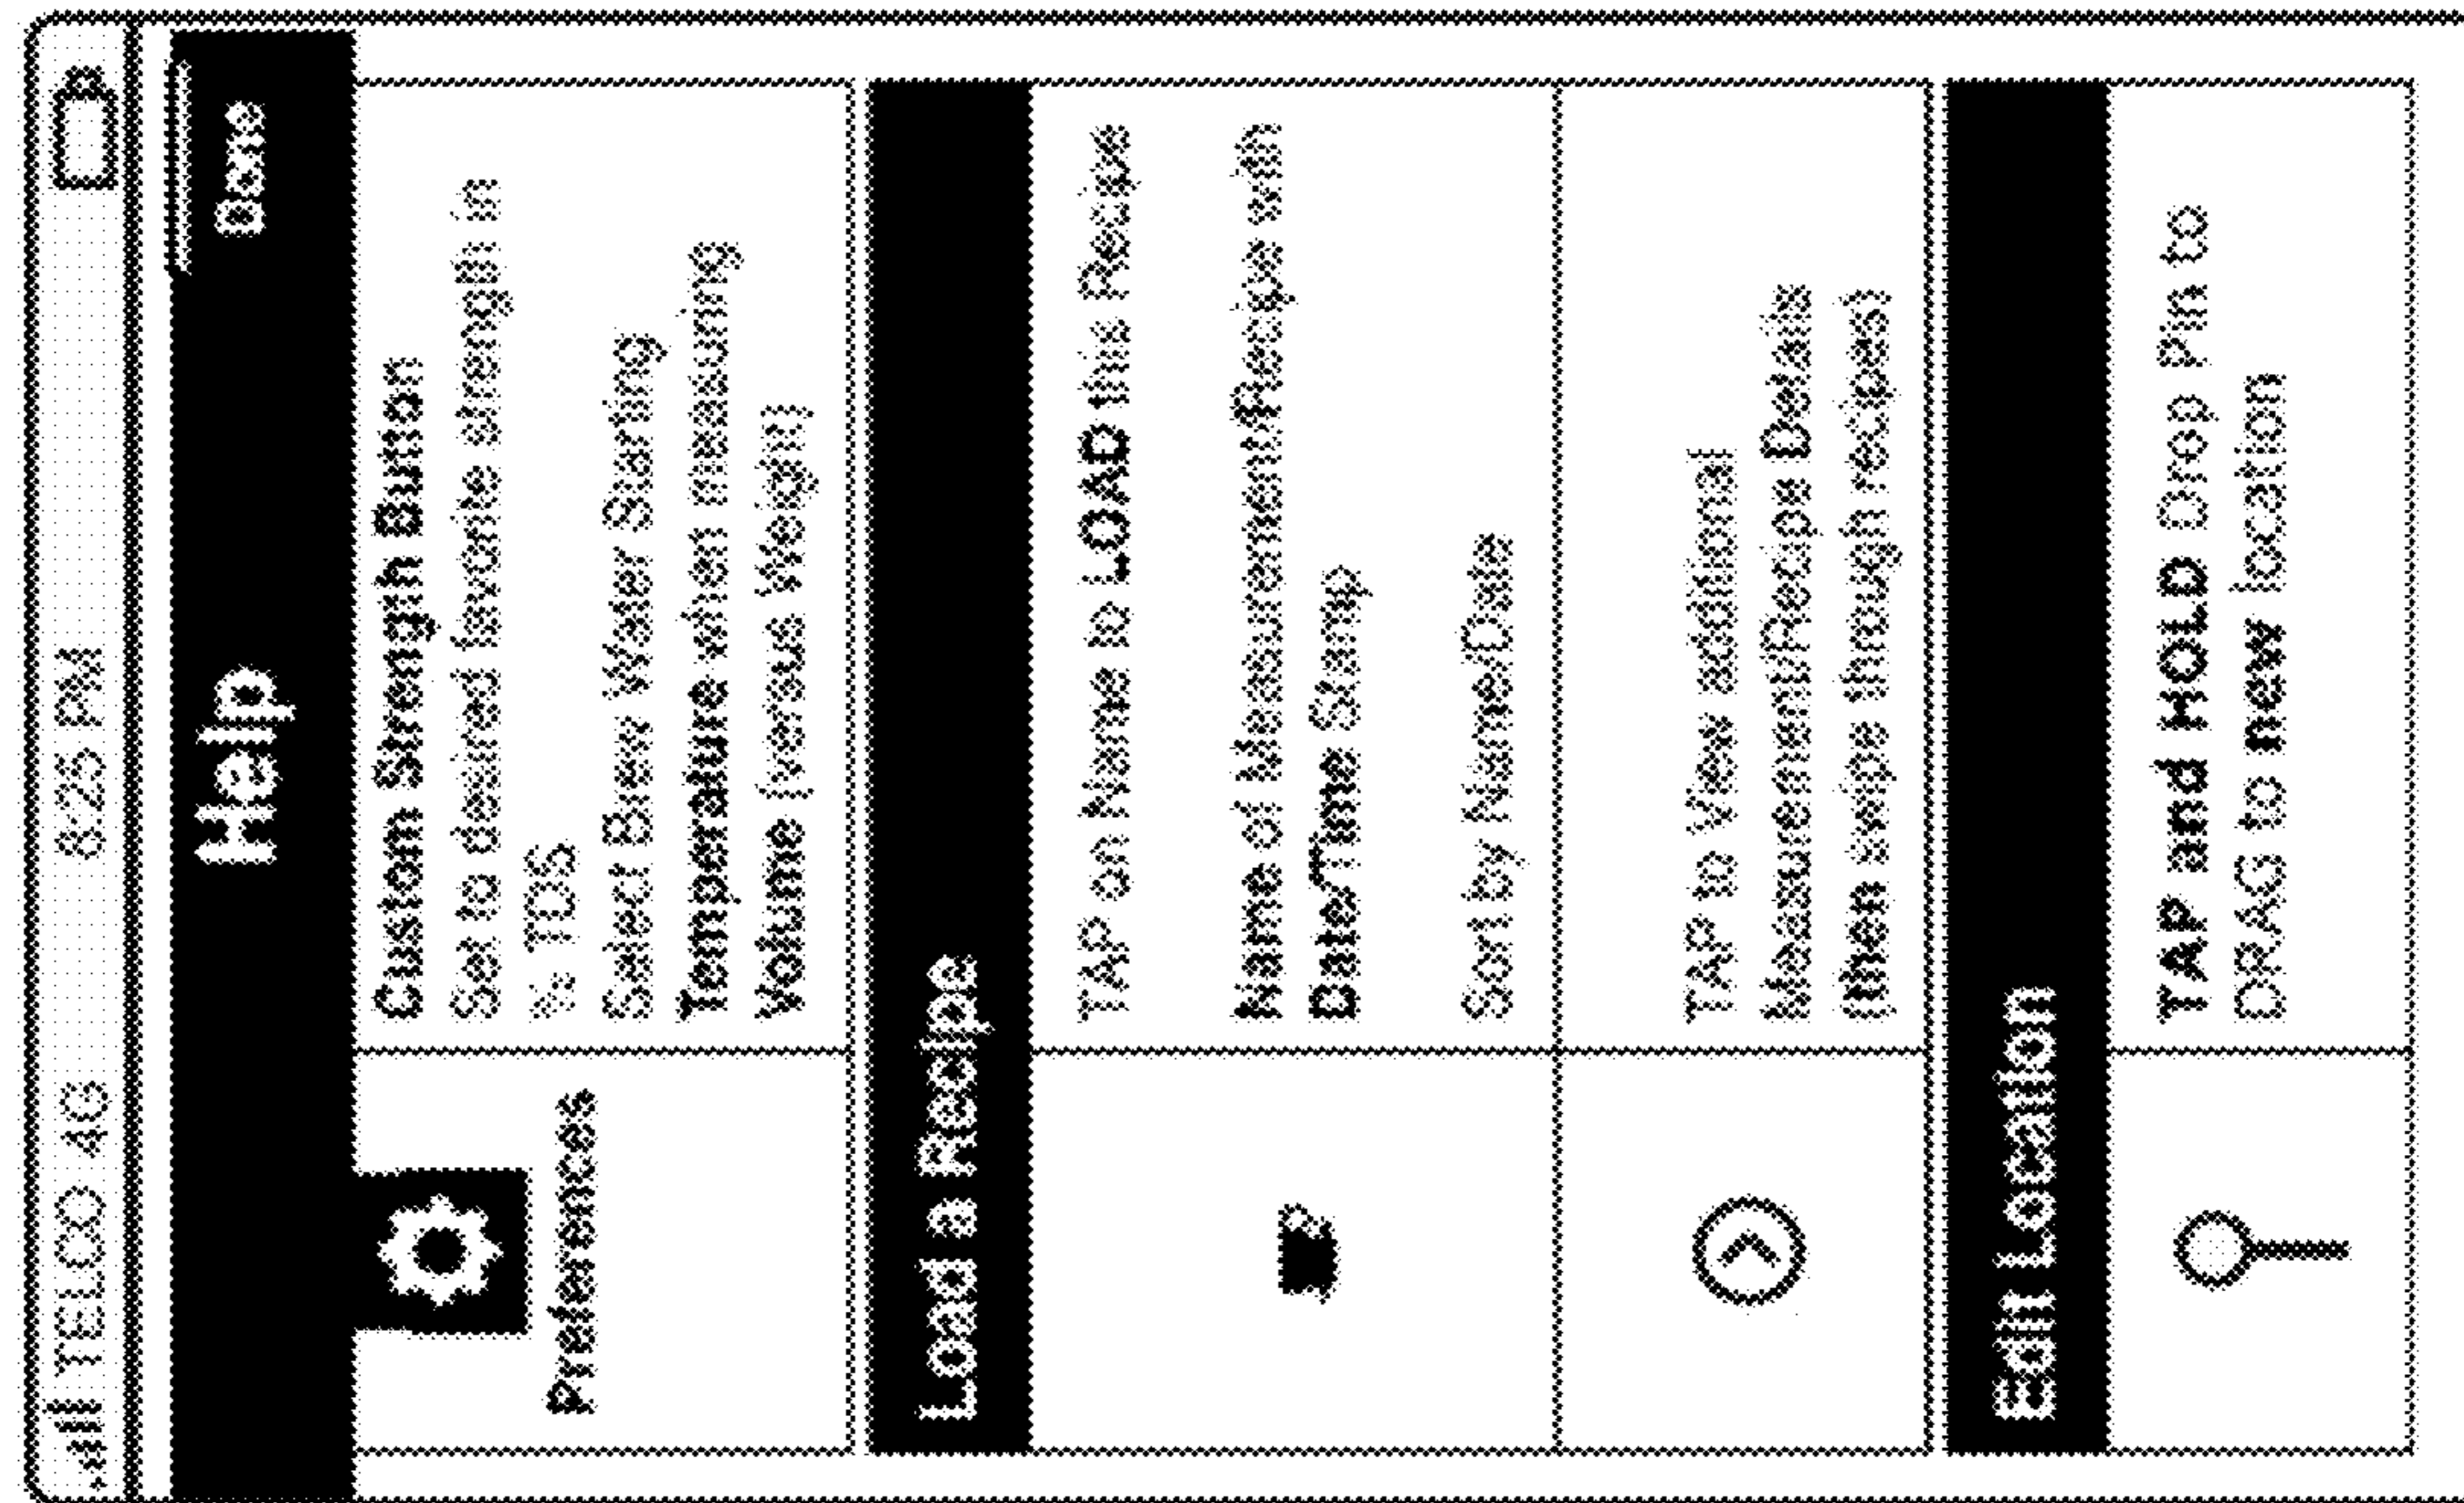 TELCO 4G 8:25 PM
Help
Preferences
Custom Strength Button
Set to desired favorite strength in
% TDS
Select Brew Water Starting
Temperature when measuring
Volume (versus Weight)
Load a Recipe
TAP on Name to LOAD this Recipe
Name of Measurement/Recipe with
Date/Time Stamp
Sort by Name/Date
TAP to View additional
Measurement/Recipe Details
(then swipe through recipes)
Edit Location
TAP and HOLD Drop Pin to
DRAG to new location